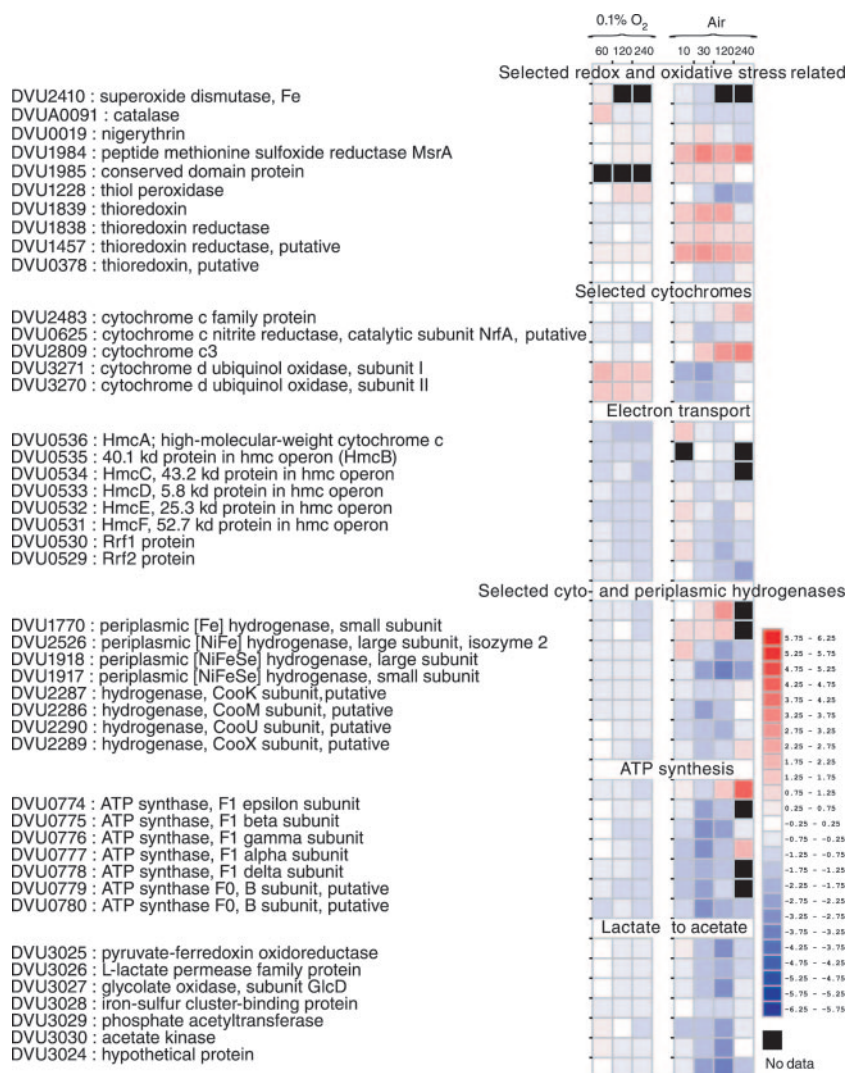 0.1% O2 Air
60 120 240 10 30 120 240
Selected redox and oxidative stress related
DVU2410 : superoxide dismutase, Fe
DVUA0091 : catalase
DVU0019 : nigerythrin
DVU1984 : peptide methionine sulfoxide reductase MsrA
DVU1985 : conserved domain protein
DVU1228 : thiol peroxidase
DVU1839 : thioredoxin
DVU1838 : thioredoxin reductase
DVU1457 : thioredoxin reductase, putative
DVU0378 : thioredoxin, putative
Selected cytochromes
DVU2483 : cytochrome c family protein
DVU0625 : cytochrome c nitrite reductase, catalytic subunit NrfA, putative
DVU2809 : cytochrome c3
DVU3271 : cytochrome d ubiquinol oxidase, subunit I
DVU3270 : cytochrome d ubiquinol oxidase, subunit II
Electron transport
DVU0536 : HmcA; high-molecular-weight cytochrome c
DVU0535 : 40.1 kd protein in hmc operon (HmcB)
DVU0534 : HmcC, 43.2 kd protein in hmc operon
DVU0533 : HmcD, 5.8 kd protein in hmc operon
DVU0532 : HmcE, 25.3 kd protein in hmc operon
DVU0531 : HmcF, 52.7 kd protein in hmc operon
DVU0530 : Rrf1 protein
DVU0529 : Rrf2 protein
Selected cyto- and periplasmic hydrogenases
DVU1770 : periplasmic [Fe] hydrogenase, small subunit
DVU2526 : periplasmic [NiFe] hydrogenase, large subunit, isozyme 2
DVU1918 : periplasmic [NiFeSe] hydrogenase, large subunit
DVU1917 : periplasmic [NiFeSe] hydrogenase, small subunit
DVU2287 : hydrogenase, CooK subunit,putative
DVU2286 : hydrogenase, CooM subunit, putative
DVU2290 : hydrogenase, CooU subunit, putative
DVU2289 : hydrogenase, CooX subunit, putative
ATP synthesis
DVU0774 : ATP synthase, F1 epsilon subunit
DVU0775 : ATP synthase, F1 beta subunit
DVU0776 : ATP synthase, F1 gamma subunit
DVU0777 : ATP synthase, F1 alpha subunit
DVU0778 : ATP synthase, F1 delta subunit
DVU0779 : ATP synthase F0, B subunit, putative
DVU0780 : ATP synthase F0, B subunit, putative
Lactate to acetate
DVU3025 : pyruvate-ferredoxin oxidoreductase
DVU3026 : L-lactate permease family protein
DVU3027 : glycolate oxidase, subunit GlcD
DVU3028 : iron-sulfur cluster-binding protein
DVU3029 : phosphate acetyltransferase
DVU3030 : acetate kinase
DVU3024 : hypothetical protein
5.75 - 6.25
5.25 - 5.75
4.75 - 5.25
4.25 - 4.75
3.75 - 4.25
3.25 - 3.75
2.75 - 3.25
2.25 - 2.75
1.75 - 2.25
1.25 - 1.75
0.75 - 1.25
0.25 - 0.75
-0.25 - 0.25
-0.75 - -0.25
-1.25 - -0.75
-1.75 - -1.25
-2.25 - -1.75
-2.75 - -2.25
-3.25 - -2.75
-3.75 - -3.25
-4.25 - -3.75
-4.75 - -4.25
-5.25 - -4.75
-5.75 - -5.25
-6.25 - -5.75
No data